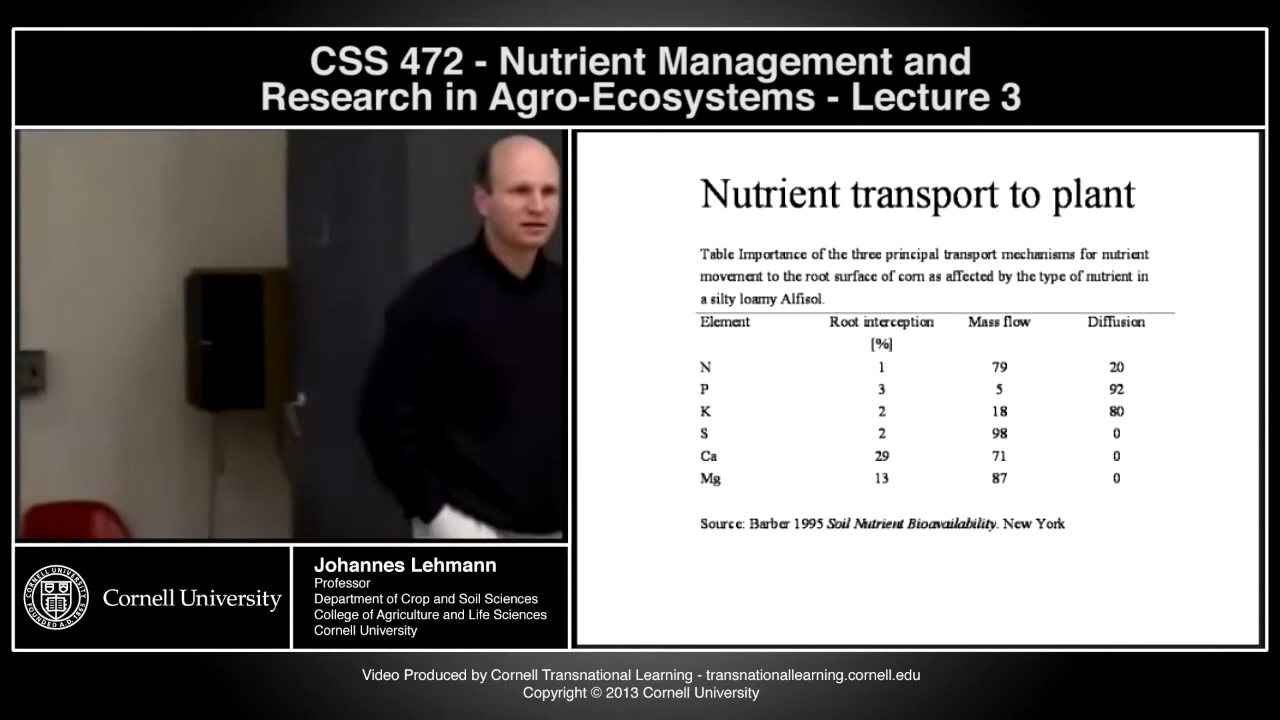 CSS 472 - Nutrient Management and
Research in Agro-Ecosystems - Lecture 3
Nutrient transport to plant
Table Importance of the three principal transport mechanisms for nutrient
movement to the root surface of corn as affected by the type of nutrient in
a silty loamy Alfisol.
Element Root interception Mass flow Diffusion
[%]
N 1 79 20
P 3 5 92
K 2 18 80
S 2 98 0
Ca 29 71 0
Mg 13 87 0
Source: Barber 1995 Soil Nutrient Bioavailability. New York
Cornell University
Johannes Lehmann
Professor
Department of Crop and Soil Sciences
College of Agriculture and Life Sciences
Cornell University
Video Produced by Cornell Transnational Learning - transnationallearning.cornell.edu
Copyright © 2013 Cornell University